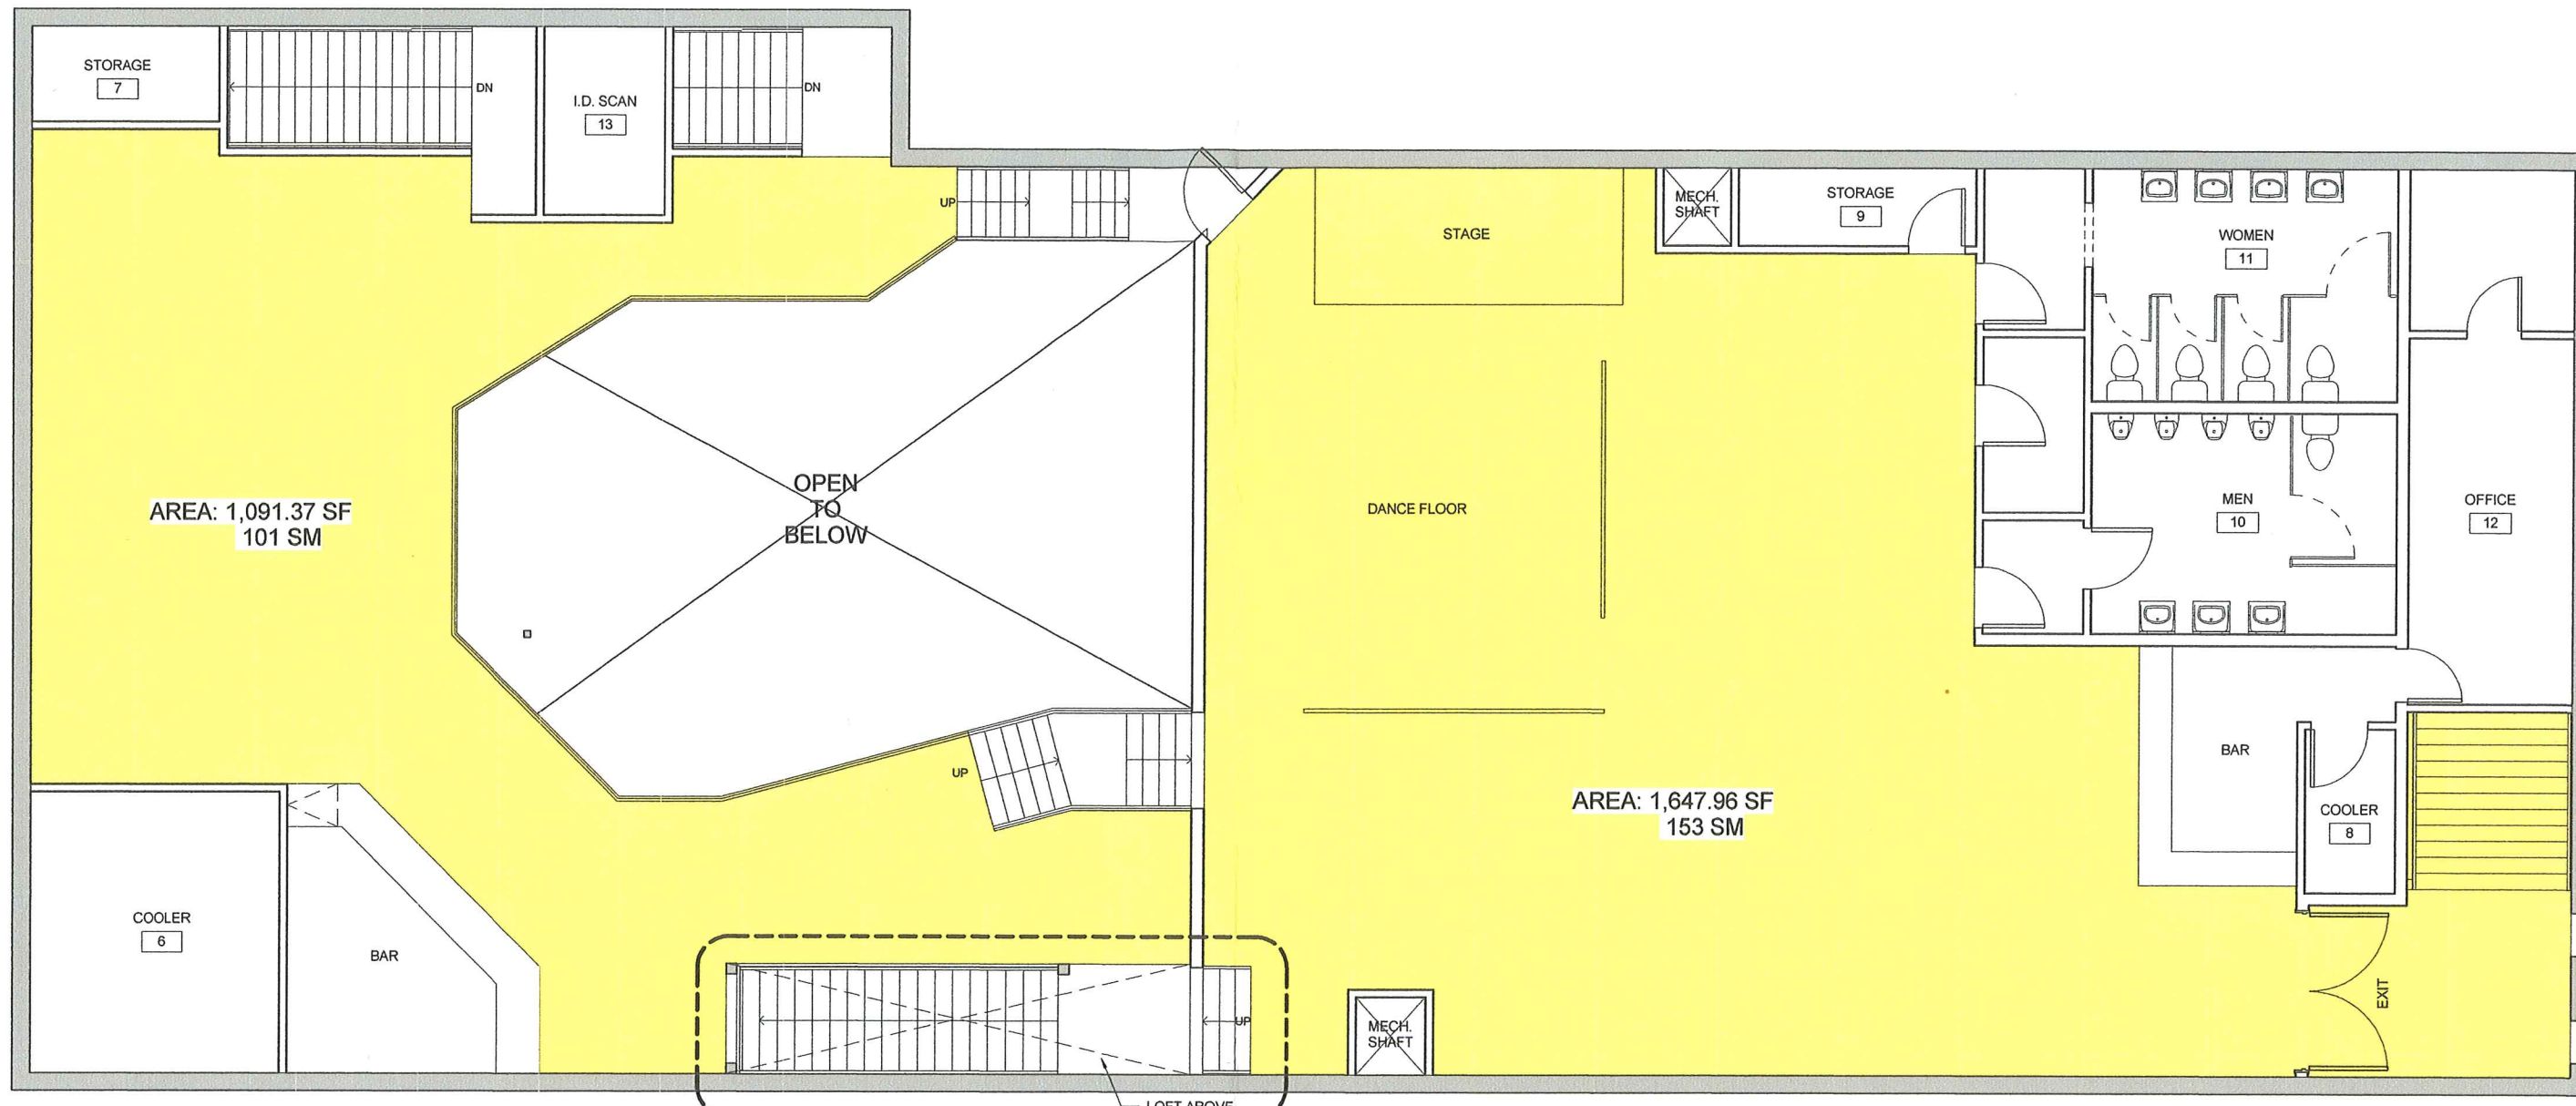 STORAGE
7
DN
I.D. SCAN
13
DN
UP
STAGE
MECH.
SHAFT
STORAGE
9
WOMEN
11
OPEN
TO
BELOW
AREA: 1,091.37 SF
101 SM
DANCE FLOOR
MEN
10
OFFICE
12
UP
BAR
AREA: 1,647.96 SF
153 SM
COOLER
8
COOLER
6
BAR
UP
MECH.
SHAFT
EXIT
LOFT ABOVE